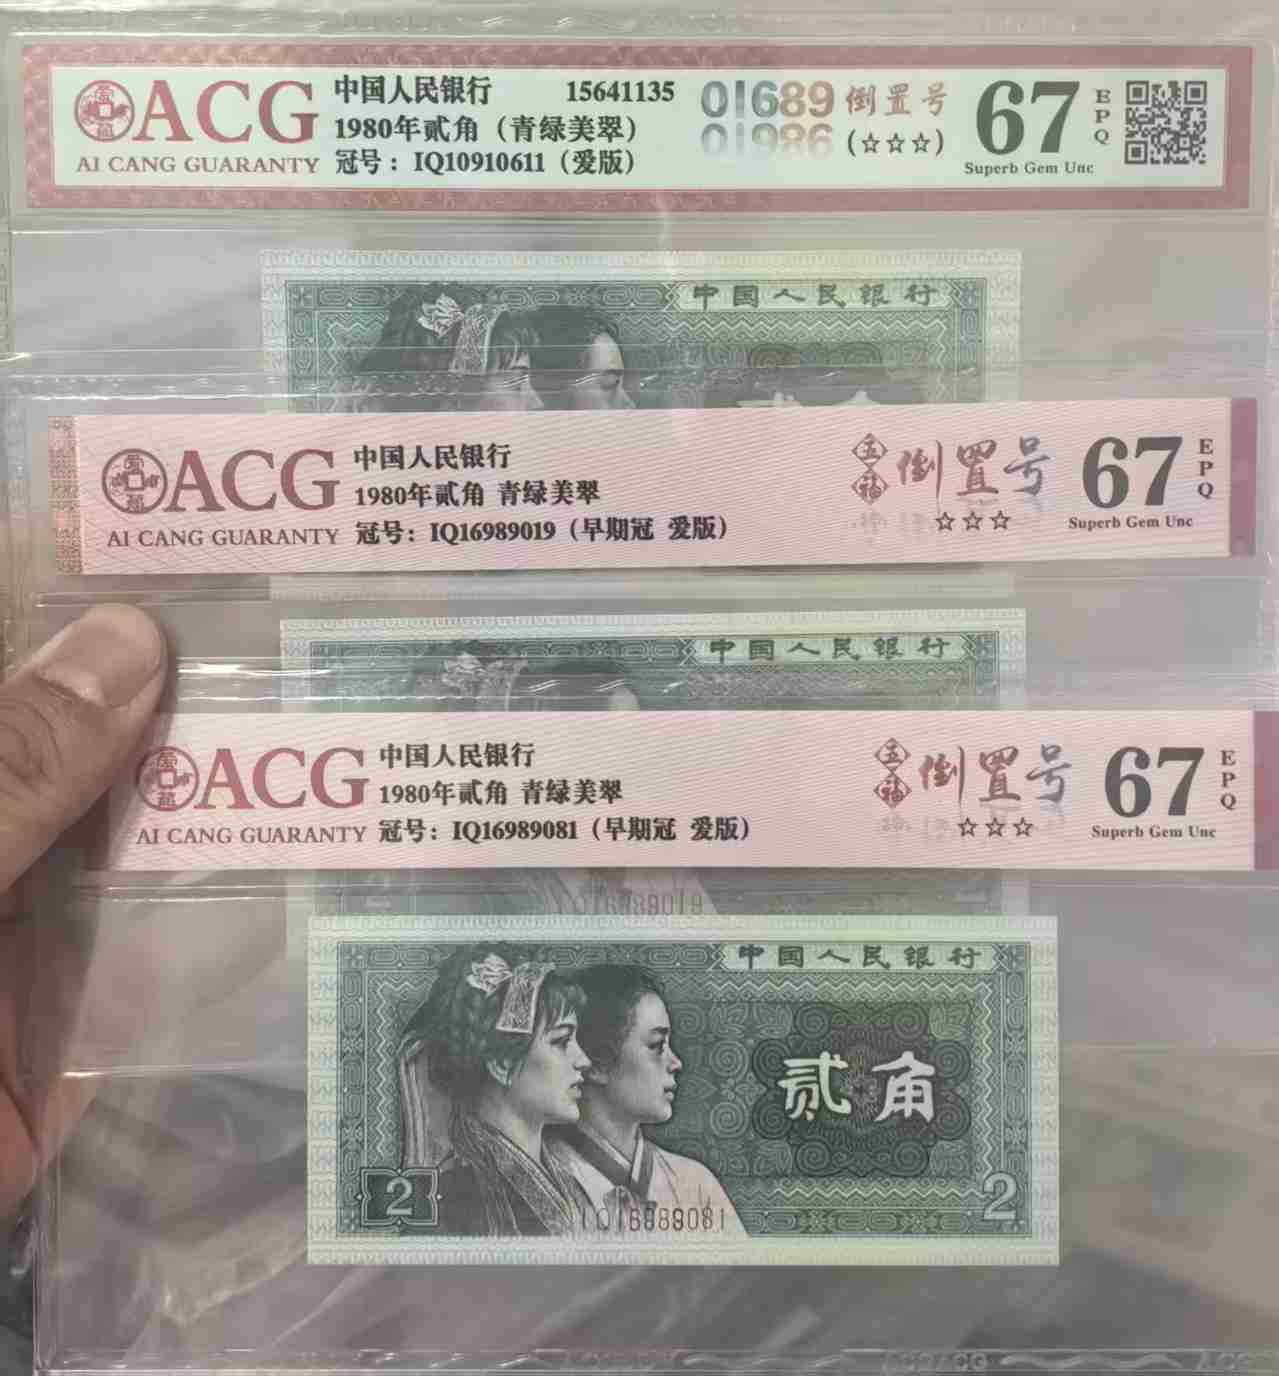 ACG
AI CANG GUARANTY
中国人民银行 15641135
1980年贰角（青绿美翠）
冠号：IQ10910611（爱版）
01689 倒置号
(☆☆☆)
67 EPQ
Superb Gem Unc
中国人民银行
ACG
AI CANG GUARANTY
中国人民银行
1980年贰角 青绿美翠
冠号：IQ16989019（早期冠 爱版）
五福 倒置号
☆☆☆
67 EPQ
Superb Gem Unc
中国人民银行
ACG
AI CANG GUARANTY
中国人民银行
1980年贰角 青绿美翠
冠号：IQ16989081（早期冠 爱版）
五福 倒置号
☆☆☆
67 EPQ
Superb Gem Unc
IQ16989019
中国人民银行
贰角
2
IQ16989081
2